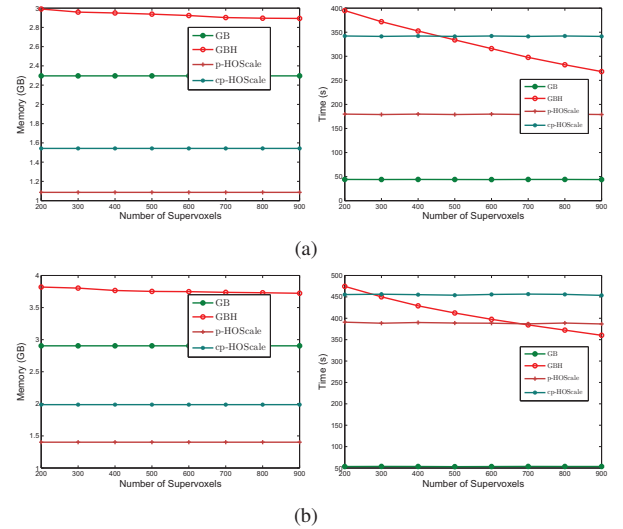 3
2.8
2.6
2.4
2.2
2
1.8
1.6
1.4
1.2
1
Memory (GB)
GB
GBH
p-HOScale
cp-HOScale
200 300 400 500 600 700 800 900
Number of Supervoxels
400
350
300
250
200
150
100
50
0
Time (s)
GB
GBH
p-HOScale
cp-HOScale
200 300 400 500 600 700 800 900
Number of Supervoxels
(a)
4
3.5
3
2.5
2
1.5
1
Memory (GB)
GB
GBH
p-HOScale
cp-HOScale
200 300 400 500 600 700 800 900
Number of Supervoxels
500
450
400
350
300
250
200
150
100
50
Time (s)
GB
GBH
p-HOScale
cp-HOScale
200 300 400 500 600 700 800 900
Number of Supervoxels
(b)